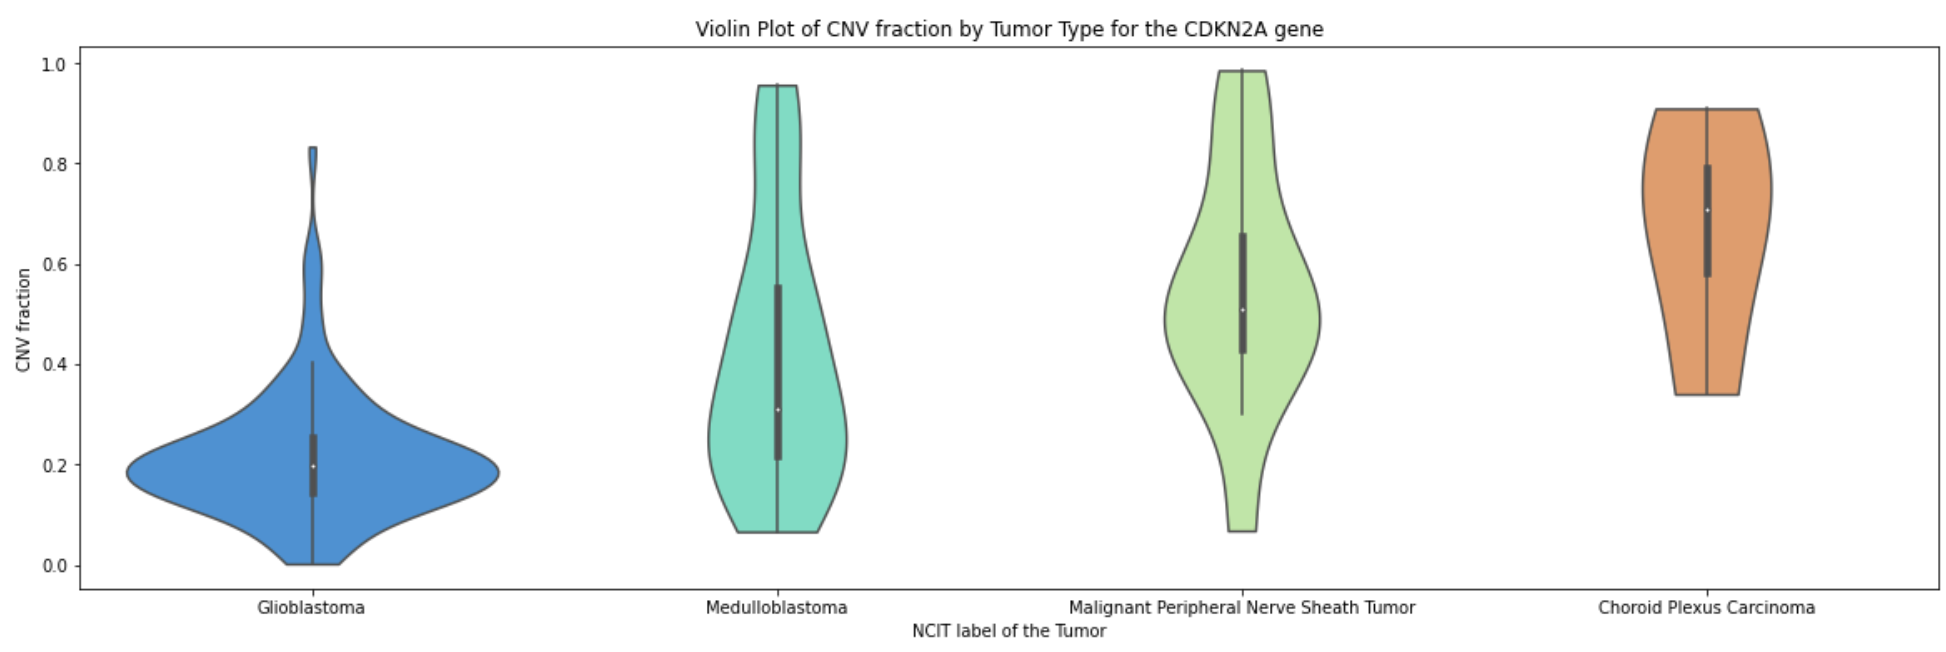 Violin Plot of CNV fraction by Tumor Type for the CDKN2A gene
1.0
0.8
0.6
0.4
0.2
0.0
CNV fraction
Glioblastoma
Medulloblastoma
Malignant Peripheral Nerve Sheath Tumor
Choroid Plexus Carcinoma
NCIT label of the Tumor